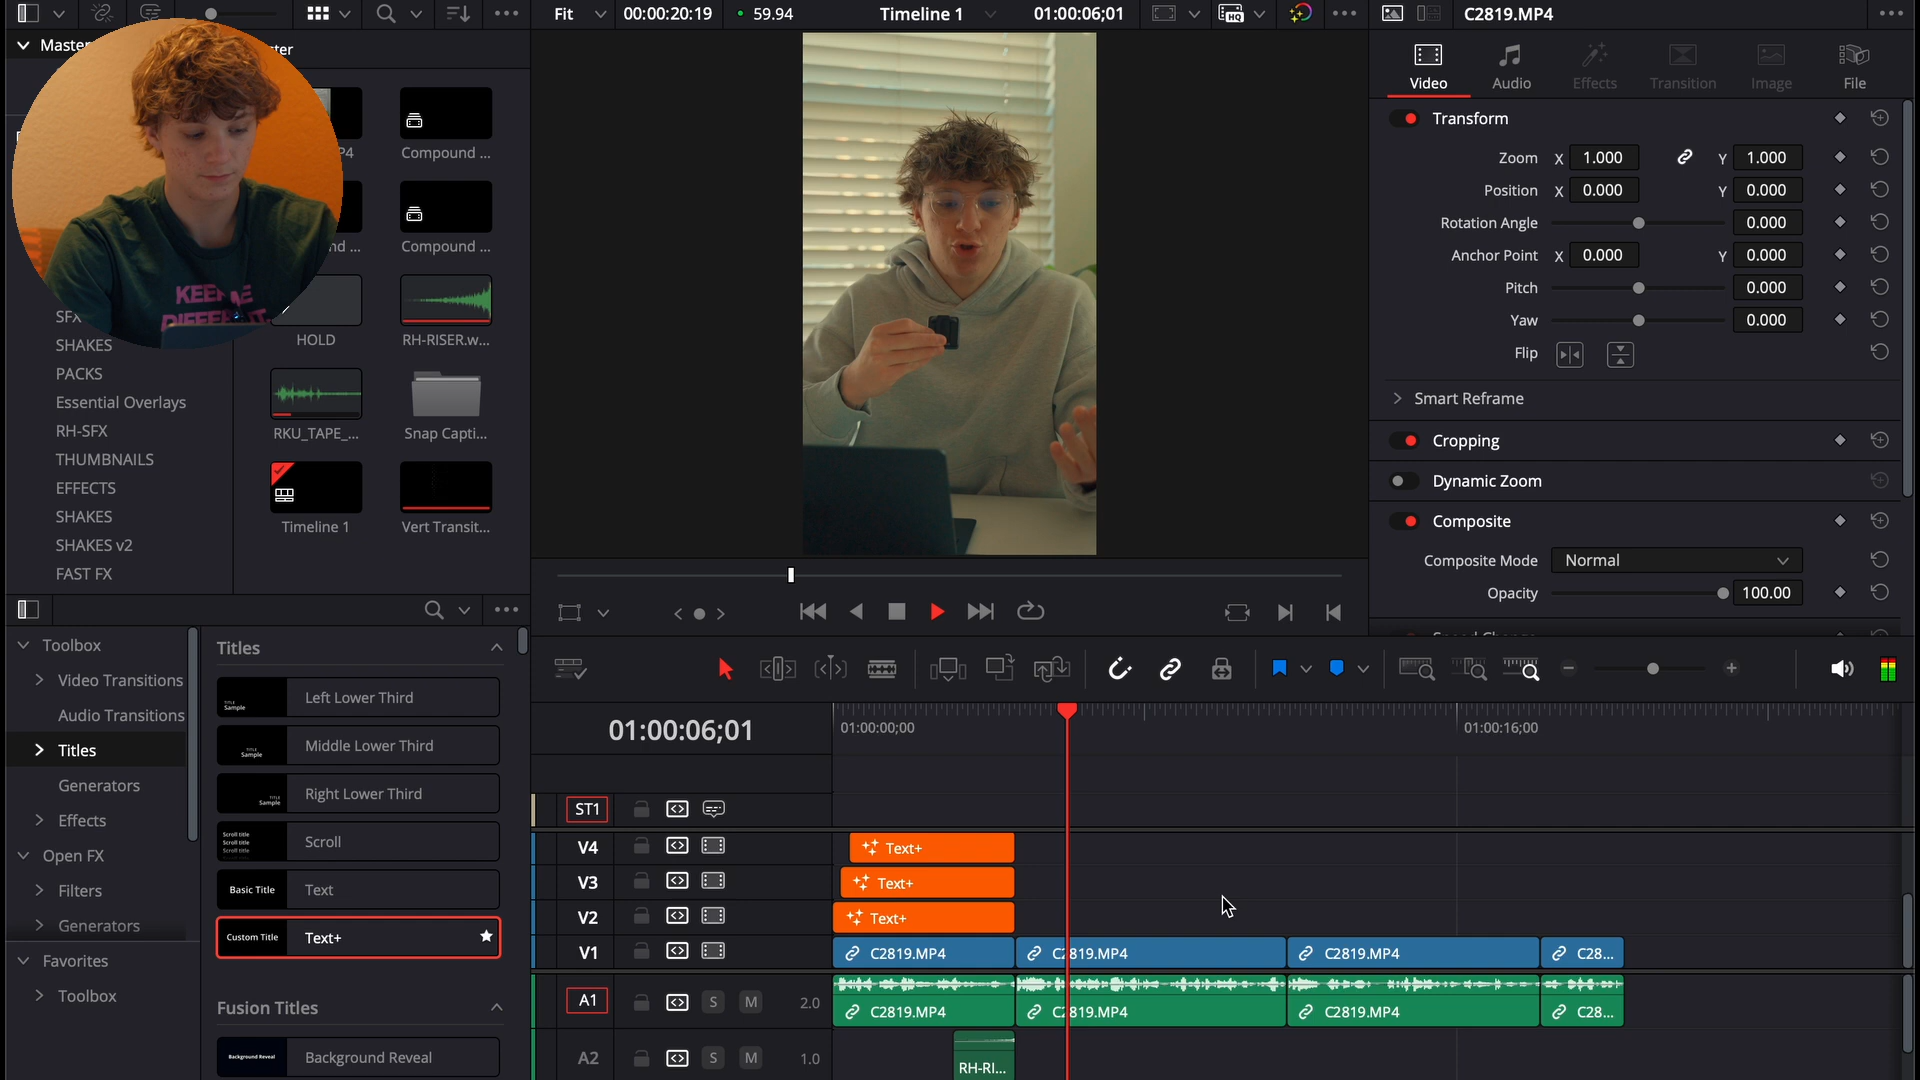 Fit
00:00:20:19
59.94
Timeline 1
01:00:06;01
C2819.MP4
Video
Audio
Effects
Transition
Image
File
Master
KEEP ME
DIFFERENT.
Compound ...
Compound ...
HOLD
RH-RISER.w...
RKU_TAPE_...
Snap Capti...
Timeline 1
Vert Transit...
SFX
SHAKES
PACKS
Essential Overlays
RH-SFX
THUMBNAILS
EFFECTS
SHAKES
SHAKES v2
FAST FX
Transform
Zoom X 1.000 Y 1.000
Position X 0.000 Y 0.000
Rotation Angle 0.000
Anchor Point X 0.000 Y 0.000
Pitch 0.000
Yaw 0.000
Flip
Smart Reframe
Cropping
Dynamic Zoom
Composite
Composite Mode Normal
Opacity 100.00
Toolbox
Video Transitions
Audio Transitions
Titles
Generators
Effects
Open FX
Filters
Generators
Favorites
Toolbox
Titles
Left Lower Third
Middle Lower Third
Right Lower Third
Scroll
Basic Title Text
Custom Title Text+
Fusion Titles
Background Reveal Background Reveal
01:00:06;01
01:00:00;00
01:00:16;00
ST1
V4 Text+
V3 Text+
V2 Text+
V1 C2819.MP4 C2819.MP4 C2819.MP4 C28...
A1 S M 2.0
C2819.MP4 C2819.MP4 C2819.MP4 C28...
A2 S M 1.0
RH-RI...